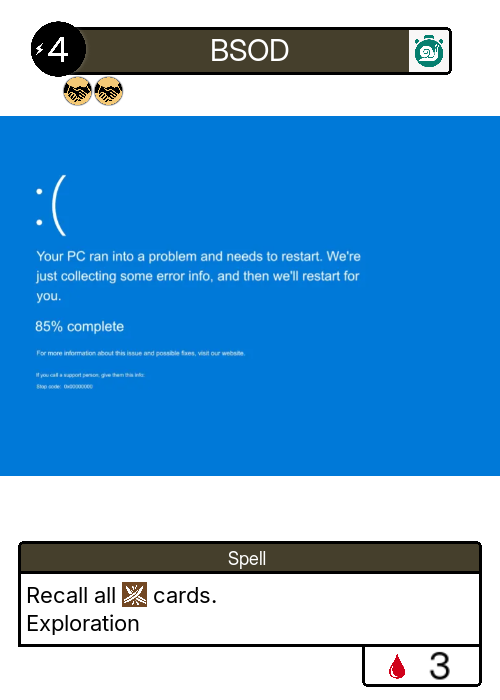 4
BSOD
:(
Your PC ran into a problem and needs to restart. We're
just collecting some error info, and then we'll restart for
you.
85% complete
For more information about this issue and possible fixes, visit our website.
If you call a support person, give them this info:
Stop code: 0x00000000
Spell
Recall all cards.
Exploration
3